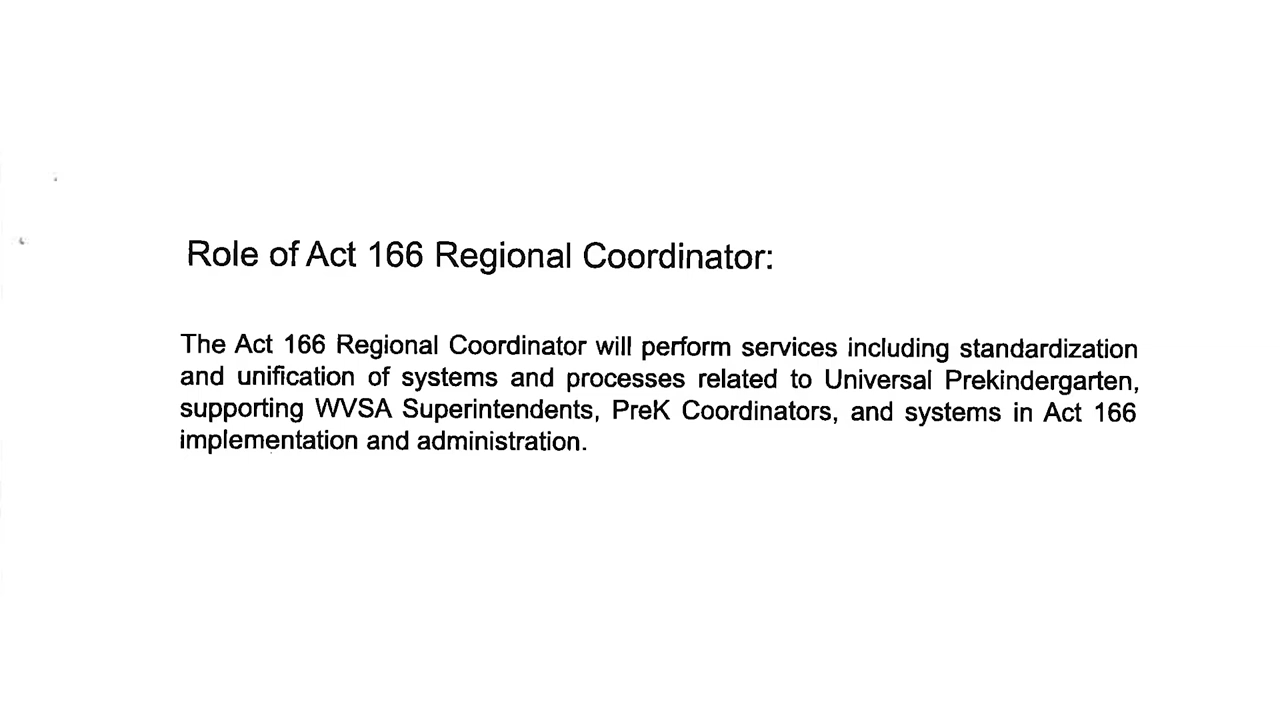 Role of Act 166 Regional Coordinator:
The Act 166 Regional Coordinator will perform services including standardization
and unification of systems and processes related to Universal Prekindergarten,
supporting WVSA Superintendents, PreK Coordinators, and systems in Act 166
implementation and administration.